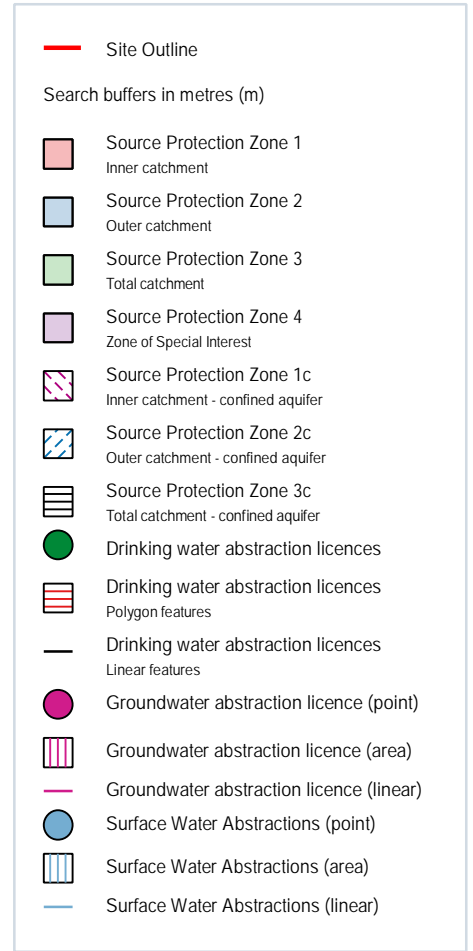 Site Outline
Search buffers in metres (m)
Source Protection Zone 1
Inner catchment
Source Protection Zone 2
Outer catchment
Source Protection Zone 3
Total catchment
Source Protection Zone 4
Zone of Special Interest
Source Protection Zone 1c
Inner catchment - confined aquifer
Source Protection Zone 2c
Outer catchment - confined aquifer
Source Protection Zone 3c
Total catchment - confined aquifer
Drinking water abstraction licences
Drinking water abstraction licences
Polygon features
Drinking water abstraction licences
Linear features
Groundwater abstraction licence (point)
Groundwater abstraction licence (area)
Groundwater abstraction licence (linear)
Surface Water Abstractions (point)
Surface Water Abstractions (area)
Surface Water Abstractions (linear)